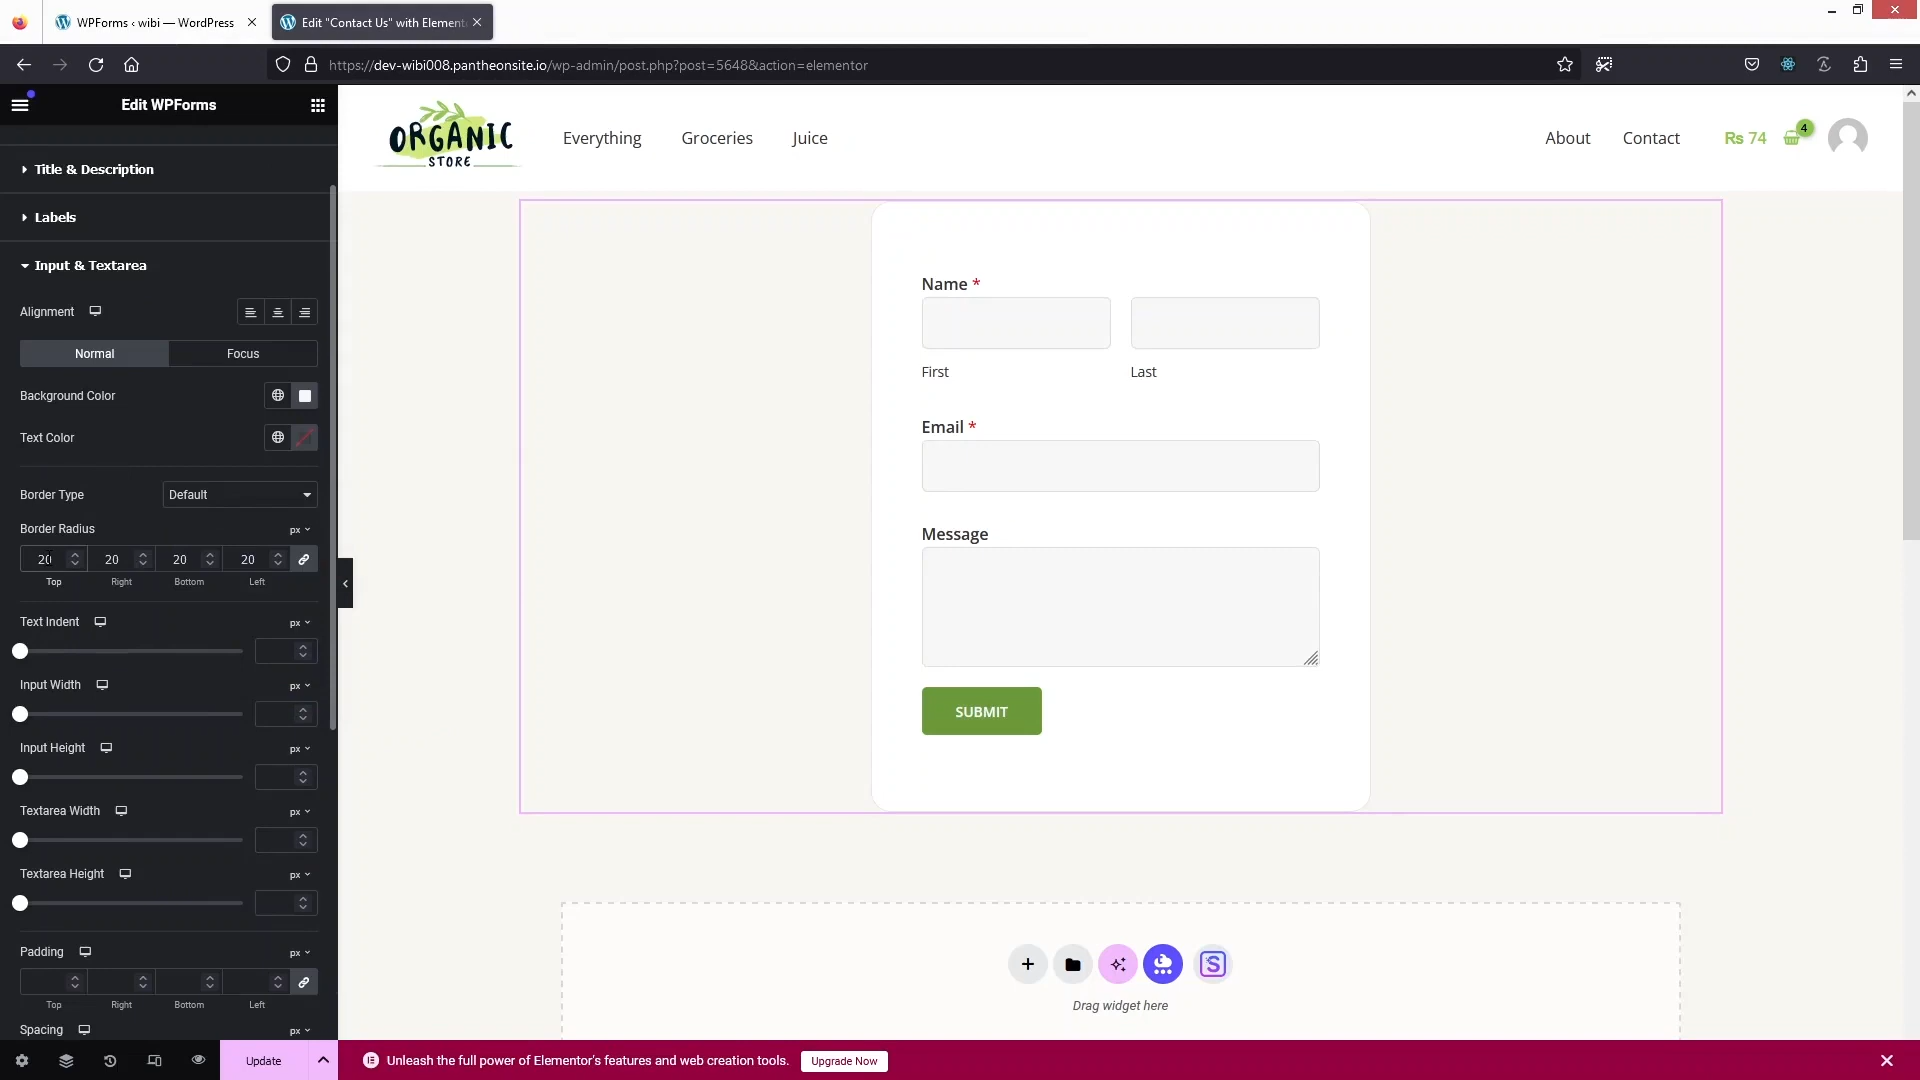 WPForms ‹ wibi — WordPress
Edit "Contact Us" with Element
https://dev-wibi008.pantheonsite.io/wp-admin/post.php?post=5648&action=elementor
Edit WPForms
ORGANIC
STORE
Everything
Groceries
Juice
About
Contact
₨ 74
4
Title & Description
Labels
Input & Textarea
Alignment
Normal
Focus
Background Color
Text Color
Border Type
Default
Border Radius
px
20
20
20
20
Top
Right
Bottom
Left
Text Indent
px
Input Width
px
Input Height
px
Textarea Width
px
Textarea Height
px
Padding
px
Top
Right
Bottom
Left
Spacing
px
Update
Name *
First
Last
Email *
Message
SUBMIT
S
Drag widget here
Unleash the full power of Elementor's features and web creation tools.
Upgrade Now